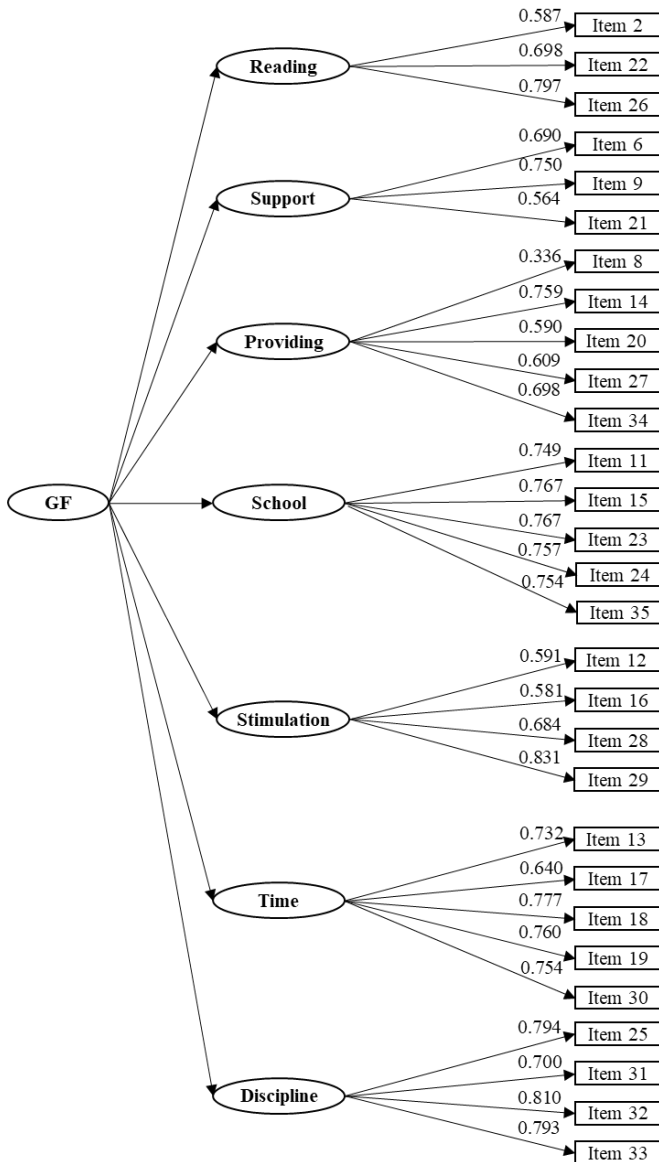 0.587
Item 2
0.698
Item 22
Reading
0.797
Item 26
0.690
Item 6
0.750
Item 9
Support
0.564
Item 21
0.336
Item 8
0.759
Item 14
Providing
0.590
Item 20
0.609
Item 27
0.698
Item 34
0.749
Item 11
GF
School
0.767
Item 15
0.767
Item 23
0.757
Item 24
0.754
Item 35
0.591
Item 12
0.581
Item 16
Stimulation
0.684
Item 28
0.831
Item 29
0.732
Item 13
0.640
Item 17
Time
0.777
Item 18
0.760
Item 19
0.754
Item 30
0.794
Item 25
0.700
Item 31
Discipline
0.810
Item 32
0.793
Item 33